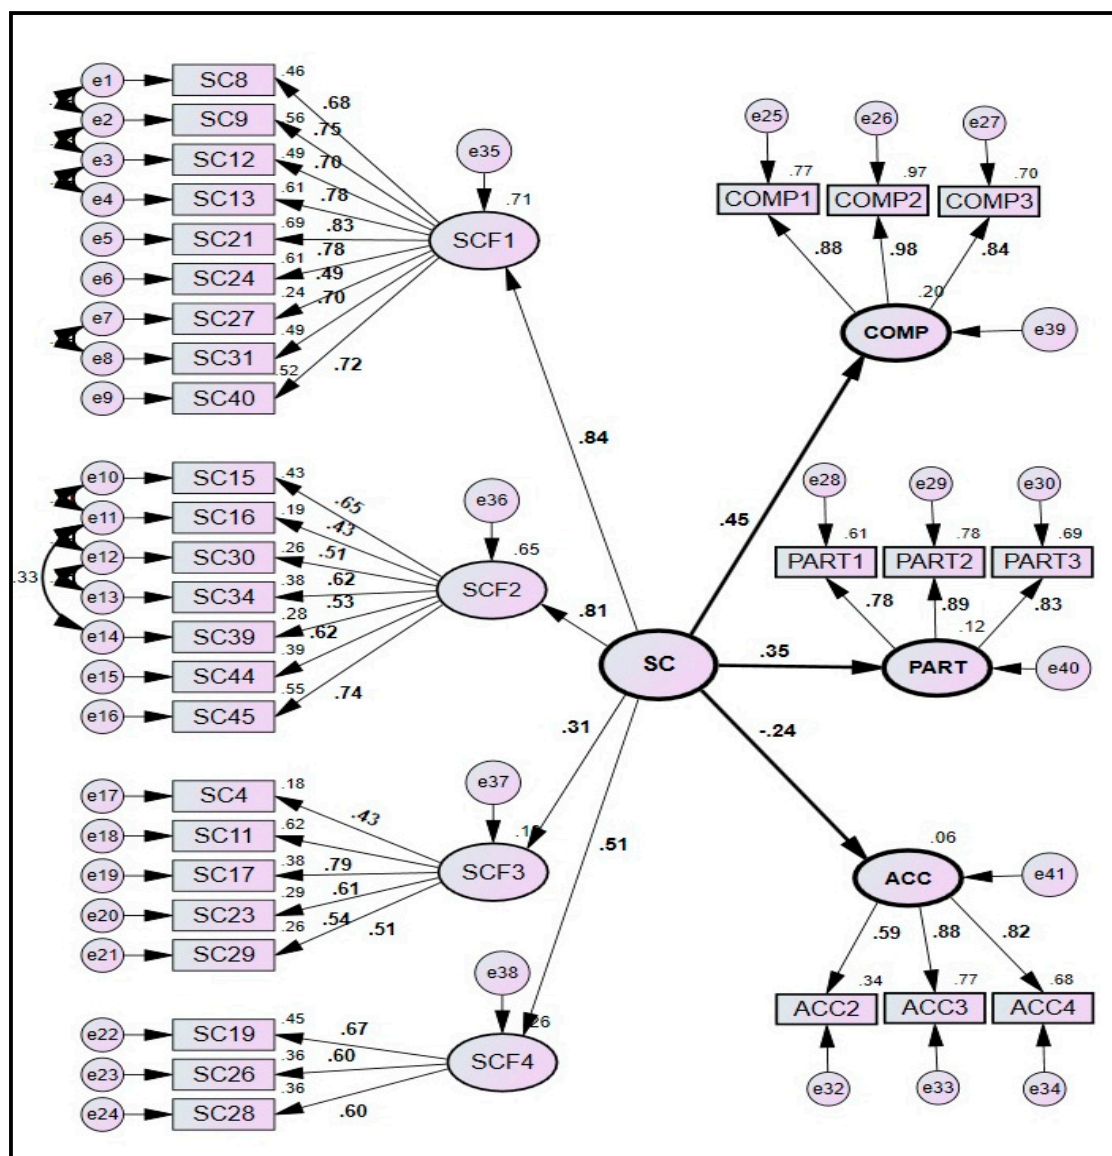 e1 SC8 .46 .68
e2 SC9 .56 .75
e3 SC12 .49 .70
e4 SC13 .61 .78
e5 SC21 .69 .83
e6 SC24 .61 .78
e7 SC27 .24 .49
e8 SC31 .49 .70
e9 SC40 .52 .72
e35 .71
SCF1
.84
e10 SC15 .43 .65
e11 SC16 .19 .43
e12 SC30 .26 .51
e13 SC34 .38 .62
e14 SC39 .28 .53
e15 SC44 .39 .62
e16 SC45 .55 .74
.33
e36 .65
SCF2
.81
e17 SC4 .18 .43
e18 SC11 .62 .79
e19 SC17 .38 .61
e20 SC23 .29 .54
e21 SC29 .26 .51
e37
SCF3
.31
e22 SC19 .45 .67
e23 SC26 .36 .60
e24 SC28 .36 .60
e38
SCF4
.51
SC
e25 e26 e27
.77 .97 .70
COMP1 COMP2 COMP3
.88 .98 .84
.20
COMP e39
.45
e28 e29 e30
.61 .78 .69
PART1 PART2 PART3
.78 .89 .83
.12
.35
PART e40
-.24
.06
ACC e41
.59 .88 .82
.34 .77 .68
ACC2 ACC3 ACC4
e32 e33 e34